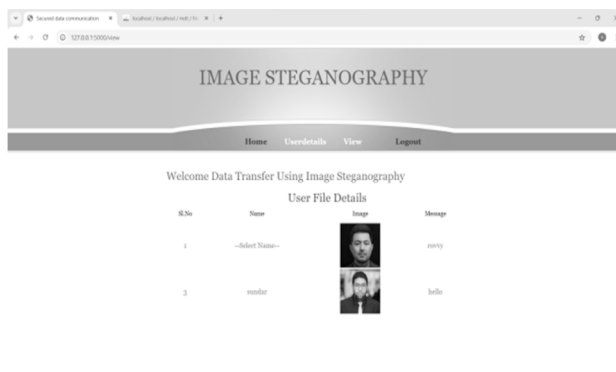 Secured data communication
localhost / localhost / mdt /
127.0.0.1:5000/view
IMAGE STEGANOGRAPHY
Home Userdetails View Logout
Welcome Data Transfer Using Image Steganography
User File Details
Sl.No Name Image Message
1 --Select Name-- ravvy
3 sundar hello